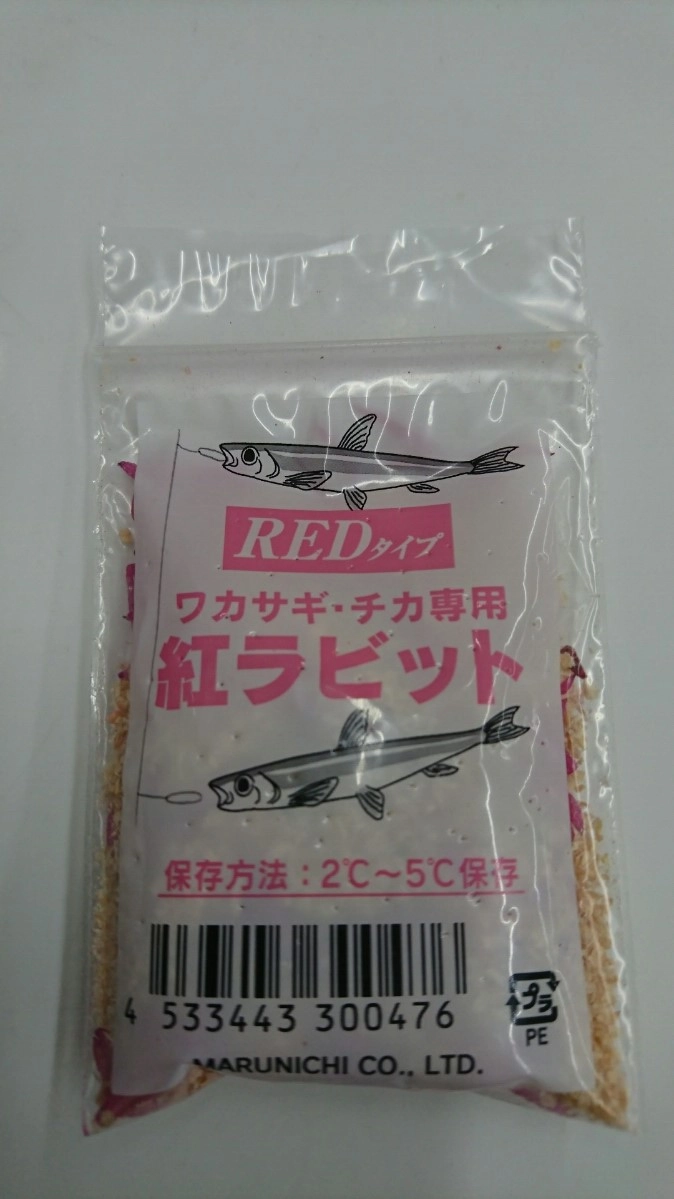 REDタイプ
ワカサギ・チカ専用
紅ラビット
保存方法：2℃～5℃保存
4 533443 300476
プラ
PE
MARUNICHI CO., LTD.